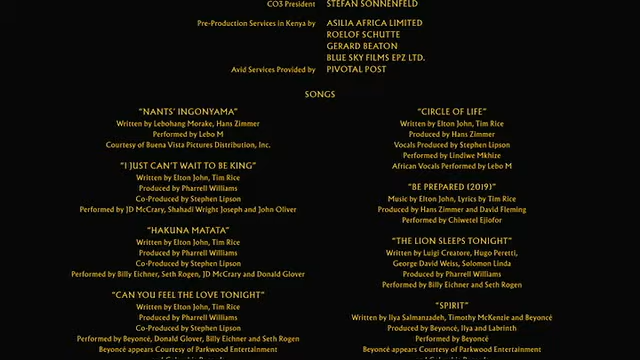 CO3 President STEFAN SONNENFELD
Pre-Production Services in Kenya by ASILIA AFRICA LIMITED
ROELOF SCHUTTE
GERARD BEATON
BLUE SKY FILMS EPZ LTD.
Avid Services Provided by PIVOTAL POST
SONGS
"NANTS' INGONYAMA"
Written by Lebohang Morake, Hans Zimmer
Performed by Lebo M
Courtesy of Buena Vista Pictures Distribution, Inc.
"I JUST CAN'T WAIT TO BE KING"
Written by Elton John, Tim Rice
Produced by Pharrell Williams
Co-Produced by Stephen Lipson
Performed by JD McCrary, Shahadi Wright Joseph and John Oliver
"HAKUNA MATATA"
Written by Elton John, Tim Rice
Produced by Pharrell Williams
Co-Produced by Stephen Lipson
Performed by Billy Eichner, Seth Rogen, JD McCrary and Donald Glover
"CAN YOU FEEL THE LOVE TONIGHT"
Written by Elton John, Tim Rice
Produced by Pharrell Williams
Co-Produced by Stephen Lipson
Performed by Beyoncé, Donald Glover, Billy Eichner and Seth Rogen
Beyoncé appears Courtesy of Parkwood Entertainment
"CIRCLE OF LIFE"
Written by Elton John, Tim Rice
Produced by Hans Zimmer
Vocals Produced by Stephen Lipson
Performed by Lindiwe Mkhize
African Vocals Performed by Lebo M
"BE PREPARED (2019)"
Music by Elton John, Lyrics by Tim Rice
Produced by Hans Zimmer and David Fleming
Performed by Chiwetel Ejiofor
"THE LION SLEEPS TONIGHT"
Written by Luigi Creatore, Hugo Peretti,
George David Weiss, Solomon Linda
Produced by Pharrell Williams
Performed by Billy Eichner and Seth Rogen
"SPIRIT"
Written by Ilya Salmanzadeh, Timothy McKenzie and Beyoncé
Produced by Beyoncé, Ilya and Labrinth
Performed by Beyoncé
Beyoncé appears Courtesy of Parkwood Entertainment